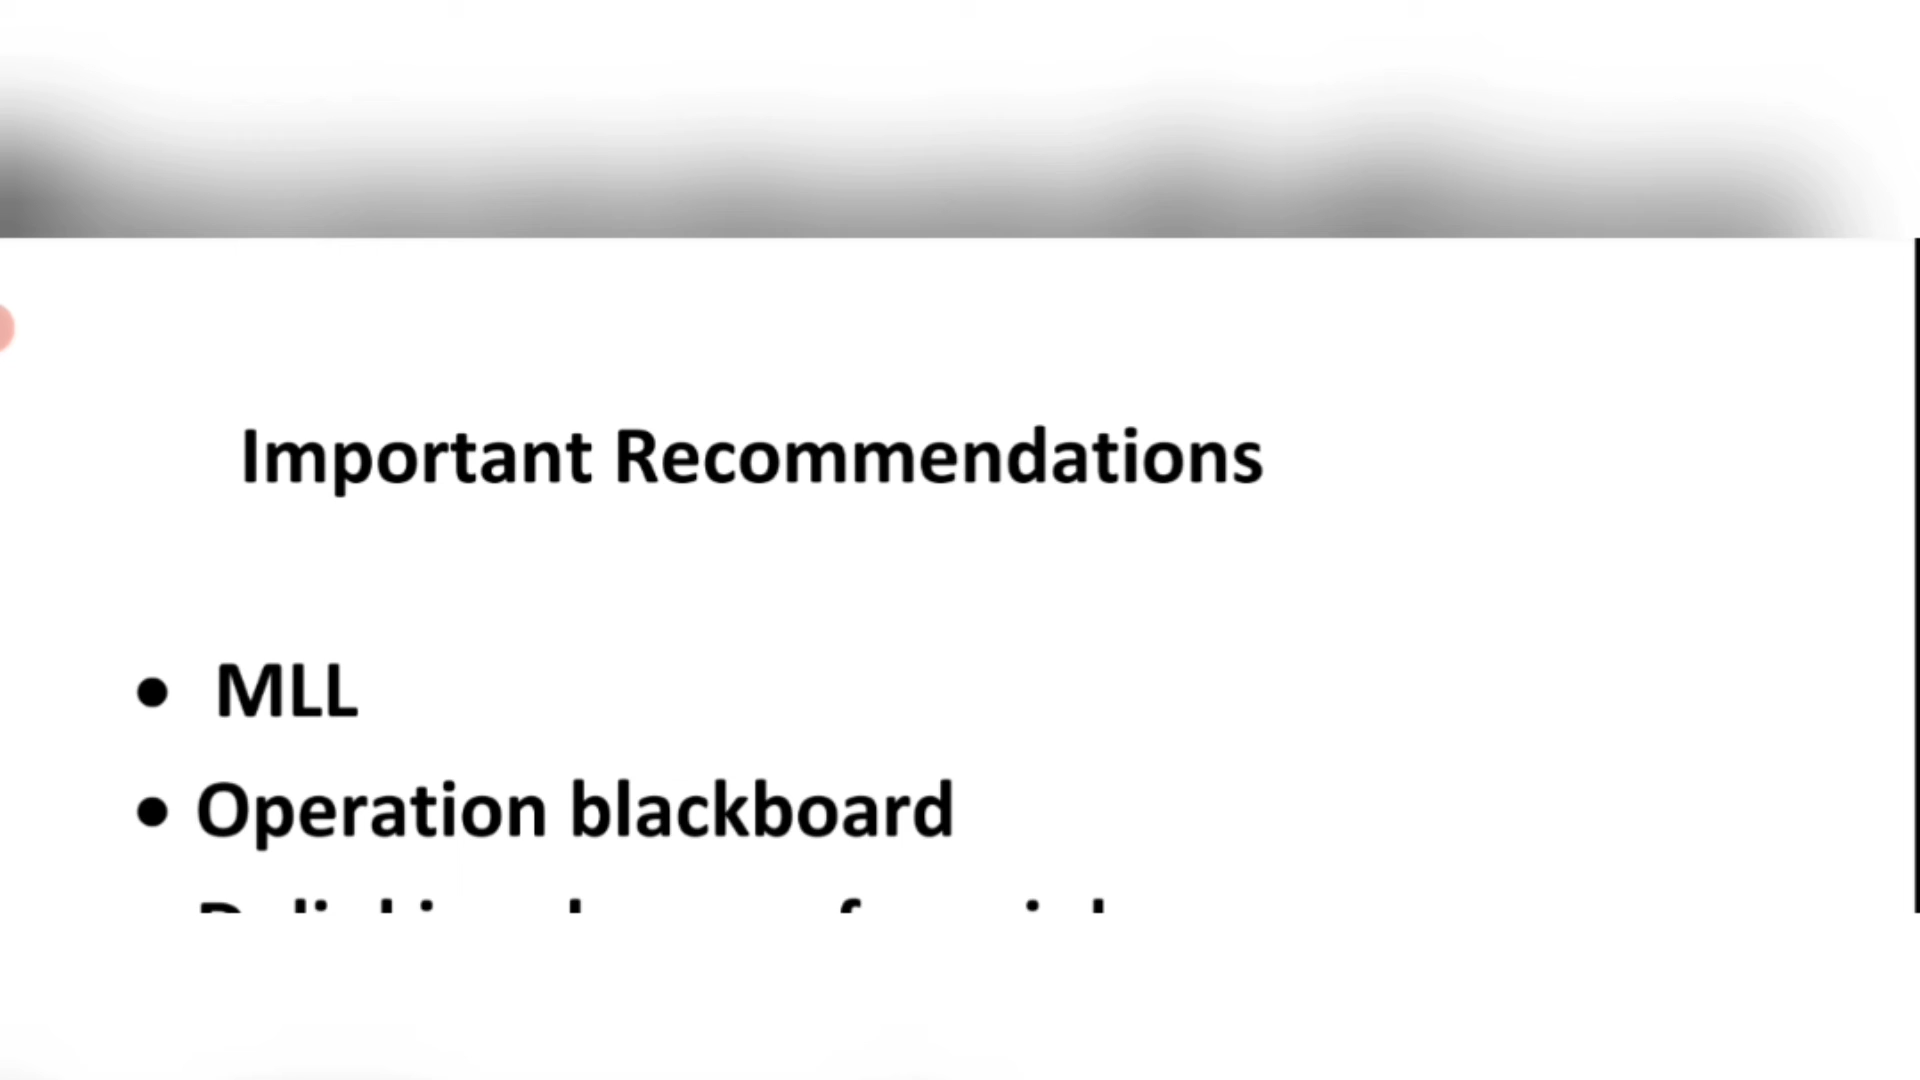 Important Recommendations
• MLL
• Operation blackboard